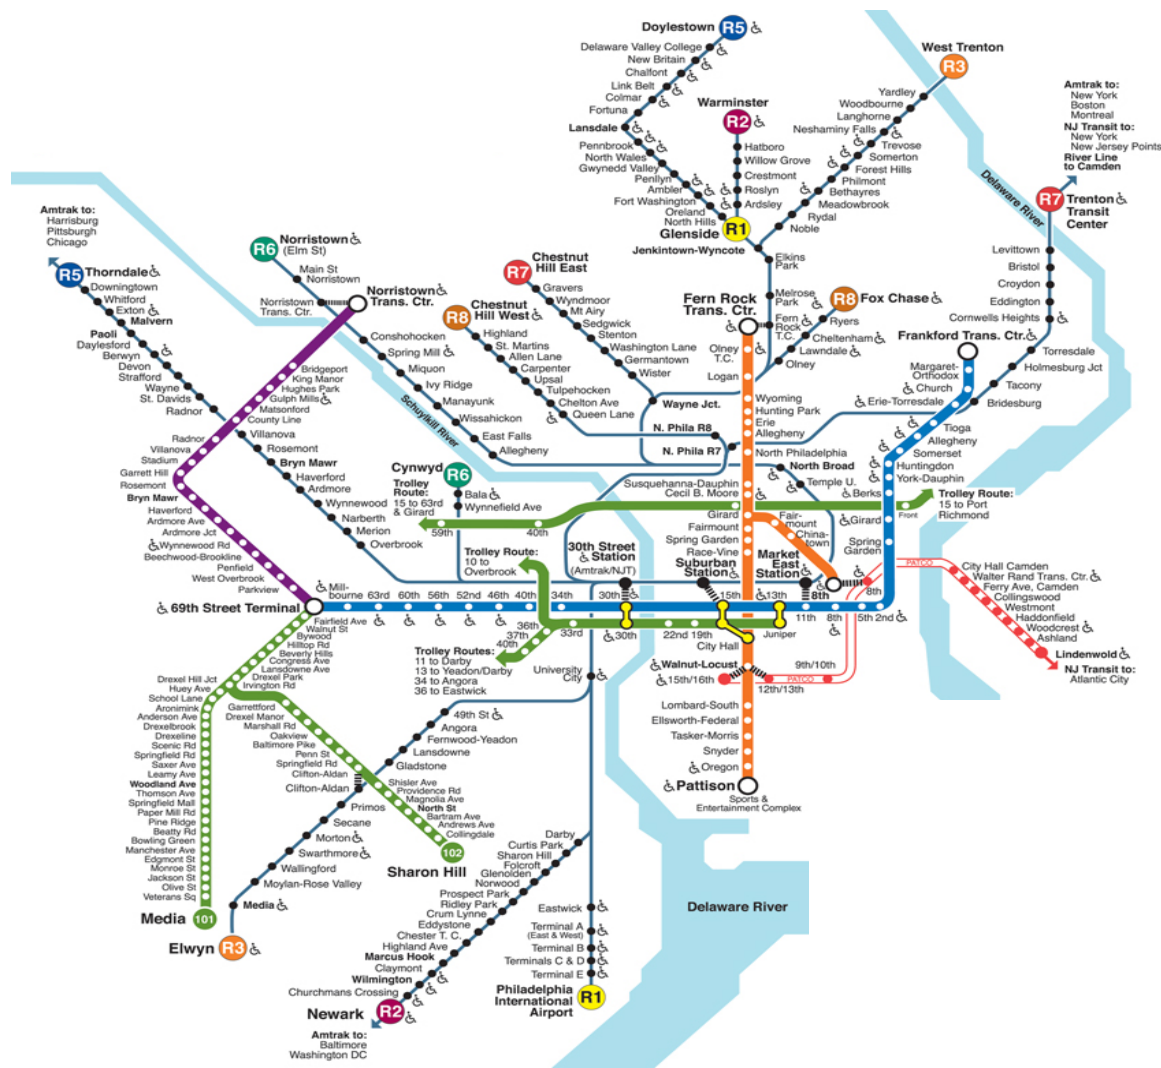 Doylestown
R5
Delaware Valley College
New Britain
Chalfont
Link Belt
Colmar
Fortuna
Lansdale
Pennbrook
North Wales
Gwynedd Valley
Penllyn
Ambler
Fort Washington
Oreland
North Hills
Glenside
R1
Warminster
R2
Hatboro
Willow Grove
Crestmont
Roslyn
Ardsley
Jenkintown-Wyncote
West Trenton
R3
Yardley
Woodbourne
Langhorne
Neshaminy Falls
Trevose
Somerton
Forest Hills
Philmont
Bethayres
Meadowbrook
Rydal
Noble
Elkins
Park
Melrose
Park
Fern
Rock
T.C.
Amtrak to:
New York
Boston
Montreal
NJ Transit to:
New York
New Jersey Points
River Line
to Camden
Delaware River
R7
Trenton
Transit
Center
Levittown
Bristol
Croydon
Eddington
Cornwells Heights
Torresdale
Holmesburg Jct
Tacony
Bridesburg
Amtrak to:
Harrisburg
Pittsburgh
Chicago
R5
Thorndale
Downingtown
Whitford
Exton
Malvern
Paoli
Daylesford
Berwyn
Devon
Strafford
Wayne
St. Davids
Radnor
Villanova
Rosemont
Bryn Mawr
Haverford
Ardmore
Wynnewood
Narberth
Merion
Overbrook
R6
Norristown
(Elm St)
Main St
Norristown
Norristown
Trans. Ctr.
Norristown
Trans. Ctr.
Conshohocken
Spring Mill
Miquon
Ivy Ridge
Manayunk
Wissahickon
East Falls
Allegheny
Schuylkill River
Bridgeport
King Manor
Hughes Park
Gulph Mills
Matsonford
County Line
Radnor
Villanova
Stadium
Garrett Hill
Rosemont
Bryn Mawr
Haverford
Ardmore Ave
Ardmore Jct
Wynnewood Rd
Beechwood-Brookline
Penfield
West Overbrook
Parkview
R7
Chestnut
Hill East
Gravers
Wyndmoor
Mt Airy
Sedgwick
Stenton
Washington Lane
Germantown
Wister
Wayne Jct.
R8
Chestnut
Hill West
Highland
St. Martins
Allen Lane
Carpenter
Upsal
Tulpehocken
Chelton Ave
Queen Lane
N. Phila R8
N. Phila R7
Fern Rock
Trans. Ctr.
Olney
T.C.
Logan
Wyoming
Hunting Park
Erie
Allegheny
North Philadelphia
North Broad
Temple U.
Susquehanna-Dauphin
Cecil B. Moore
Girard
Fairmount
Spring Garden
Race-Vine
R8
Fox Chase
Ryers
Cheltenham
Lawndale
Olney
Frankford Trans. Ctr.
Margaret-
Orthodox
Church
Erie-Torresdale
Tioga
Allegheny
Somerset
Huntingdon
York-Dauphin
Berks
Girard
Spring
Garden
Front
Trolley Route:
15 to Port
Richmond
Cynwyd
R6
Bala
Wynnefield Ave
Trolley
Route:
15 to 63rd
& Girard
59th
40th
Trolley Route:
10 to
Overbrook
30th Street
Station
(Amtrak/NJT)
Suburban
Station
Market
East
Station
Fair-
mount
China-
town
8th
8th
PATCO
City Hall Camden
Walter Rand Trans. Ctr.
Ferry Ave, Camden
Collingswood
Westmont
Haddonfield
Woodcrest
Ashland
Lindenwold
NJ Transit to:
Atlantic City
69th Street Terminal
Mill-
bourne
63rd
60th
56th
52nd
46th
40th
34th
30th
15th
13th
11th
8th
5th
2nd
36th
37th
40th
33rd
30th
22nd
19th
City Hall
Juniper
Trolley Routes:
11 to Darby
13 to Yeadon/Darby
34 to Angora
36 to Eastwick
University
City
Walnut-Locust
15th/16th
PATCO
9th/10th
12th/13th
Lombard-South
Ellsworth-Federal
Tasker-Morris
Snyder
Oregon
Pattison
Sports &
Entertainment Complex
Fairfield Ave
Walnut St
Bywood
Hilltop Rd
Beverly Hills
Congress Ave
Lansdowne Ave
Drexel Park
Irvington Rd
Drexel Hill Jct
Huey Ave
School Lane
Aronimink
Anderson Ave
Drexelbrook
Drexeline
Scenic Rd
Springfield Rd
Saxer Ave
Leamy Ave
Woodland Ave
Thomson Ave
Springfield Mall
Paper Mill Rd
Pine Ridge
Beatty Rd
Bowling Green
Manchester Ave
Edgmont St
Monroe St
Jackson St
Olive St
Veterans Sq
Media
101
Garrettford
Drexel Manor
Marshall Rd
Oakview
Baltimore Pike
Penn St
Springfield Rd
Clifton-Aldan
Clifton-Aldan
Shisler Ave
Providence Rd
Magnolia Ave
North St
Bartram Ave
Andrews Ave
Collingdale
102
Sharon Hill
49th St
Angora
Fernwood-Yeadon
Lansdowne
Gladstone
Primos
Secane
Morton
Swarthmore
Wallingford
Moylan-Rose Valley
Media
Elwyn
R3
Darby
Curtis Park
Sharon Hill
Folcroft
Glenolden
Norwood
Prospect Park
Ridley Park
Crum Lynne
Eddystone
Chester T. C.
Highland Ave
Marcus Hook
Claymont
Wilmington
Churchmans Crossing
Newark
R2
Amtrak to:
Baltimore
Washington DC
Eastwick
Terminal A
(East & West)
Terminal B
Terminals C & D
Terminal E
Philadelphia
International
Airport
R1
Delaware River